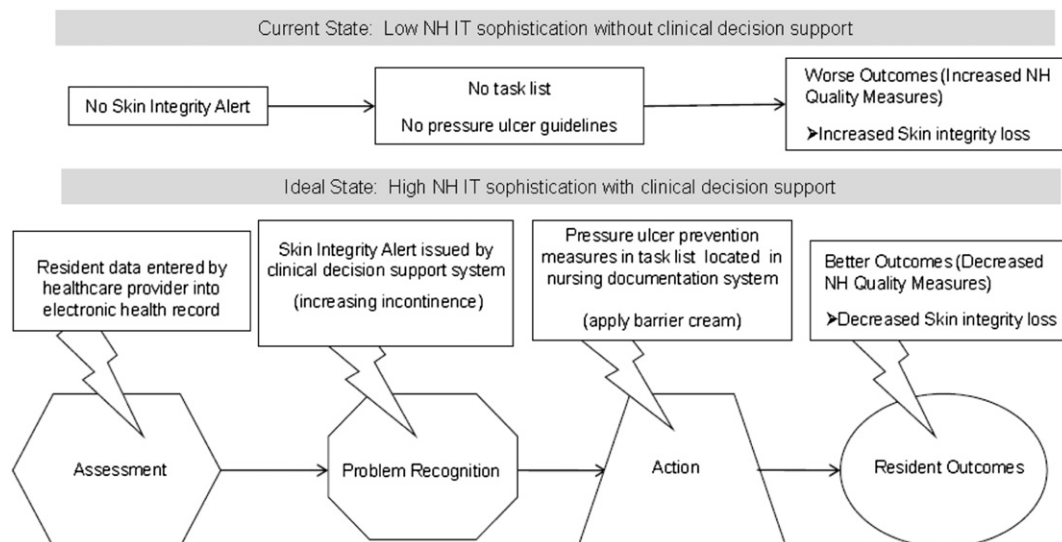 Current State: Low NH IT sophistication without clinical decision support
No Skin Integrity Alert
No task list
No pressure ulcer guidelines
Worse Outcomes (Increased NH
Quality Measures)
➤Increased Skin integrity loss
Ideal State: High NH IT sophistication with clinical decision support
Resident data entered by
healthcare provider into
electronic health record
Skin Integrity Alert issued by
clinical decision support system
(increasing incontinence)
Pressure ulcer prevention
measures in task list located in
nursing documentation system
(apply barrier cream)
Better Outcomes (Decreased
NH Quality Measures)
➤Decreased Skin integrity loss
Assessment
Problem Recognition
Action
Resident Outcomes